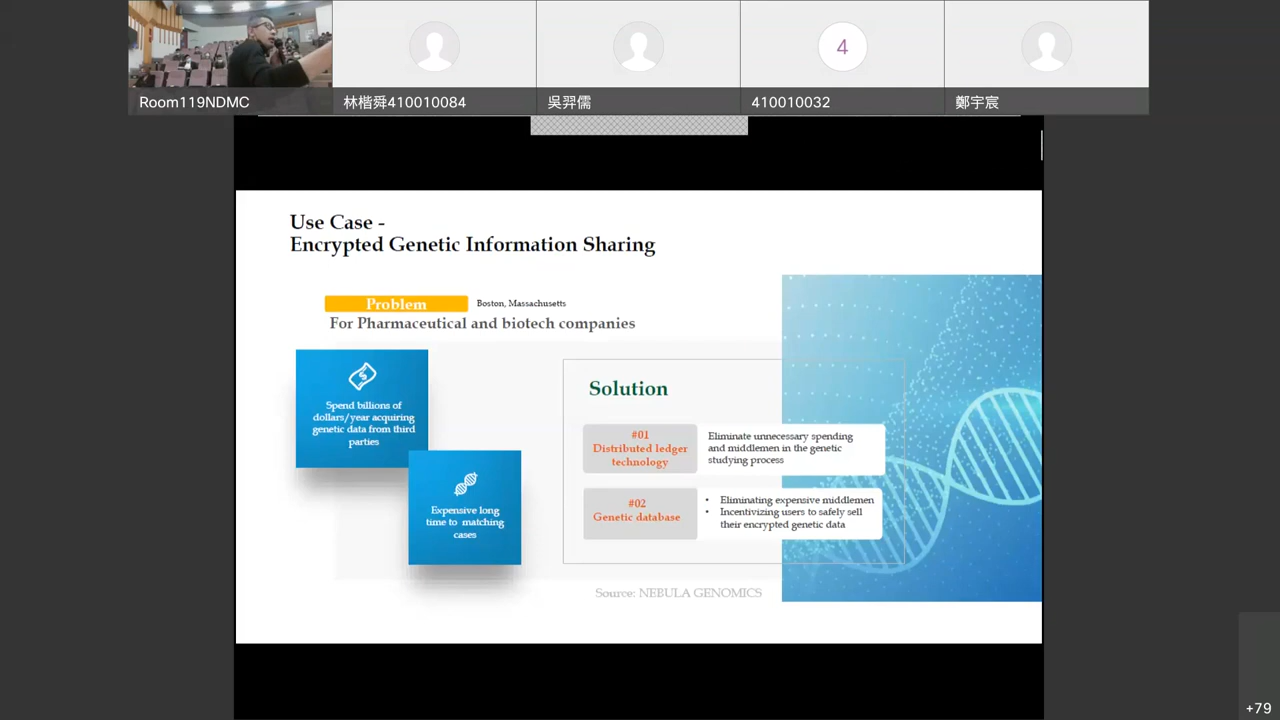 Room119NDMC
林楷舜410010084
吳羿儒
4
410010032
鄭宇宸
Use Case -
Encrypted Genetic Information Sharing
Problem
Boston, Massachusetts
For Pharmaceutical and biotech companies
Spend billions of
dollars/year acquiring
genetic data from third
parties
Expensive long
time to matching
cases
Solution
#01
Distributed ledger
technology
Eliminate unnecessary spending
and middlemen in the genetic
studying process
#02
Genetic database
• Eliminating expensive middlemen
• Incentivizing users to safely sell
their encrypted genetic data
Source: NEBULA GENOMICS
+79